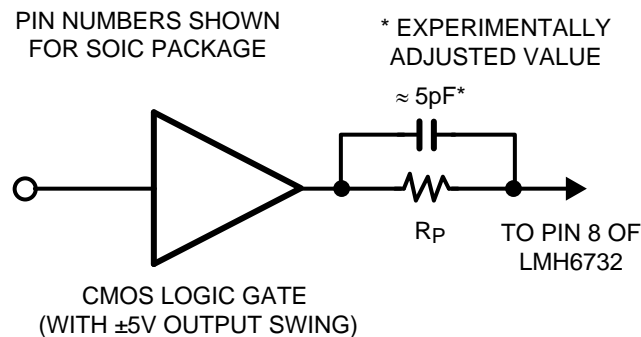 PIN NUMBERS SHOWN
FOR SOIC PACKAGE
* EXPERIMENTALLY
ADJUSTED VALUE
≈ 5pF*
RP
TO PIN 8 OF
LMH6732
CMOS LOGIC GATE
(WITH ±5V OUTPUT SWING)